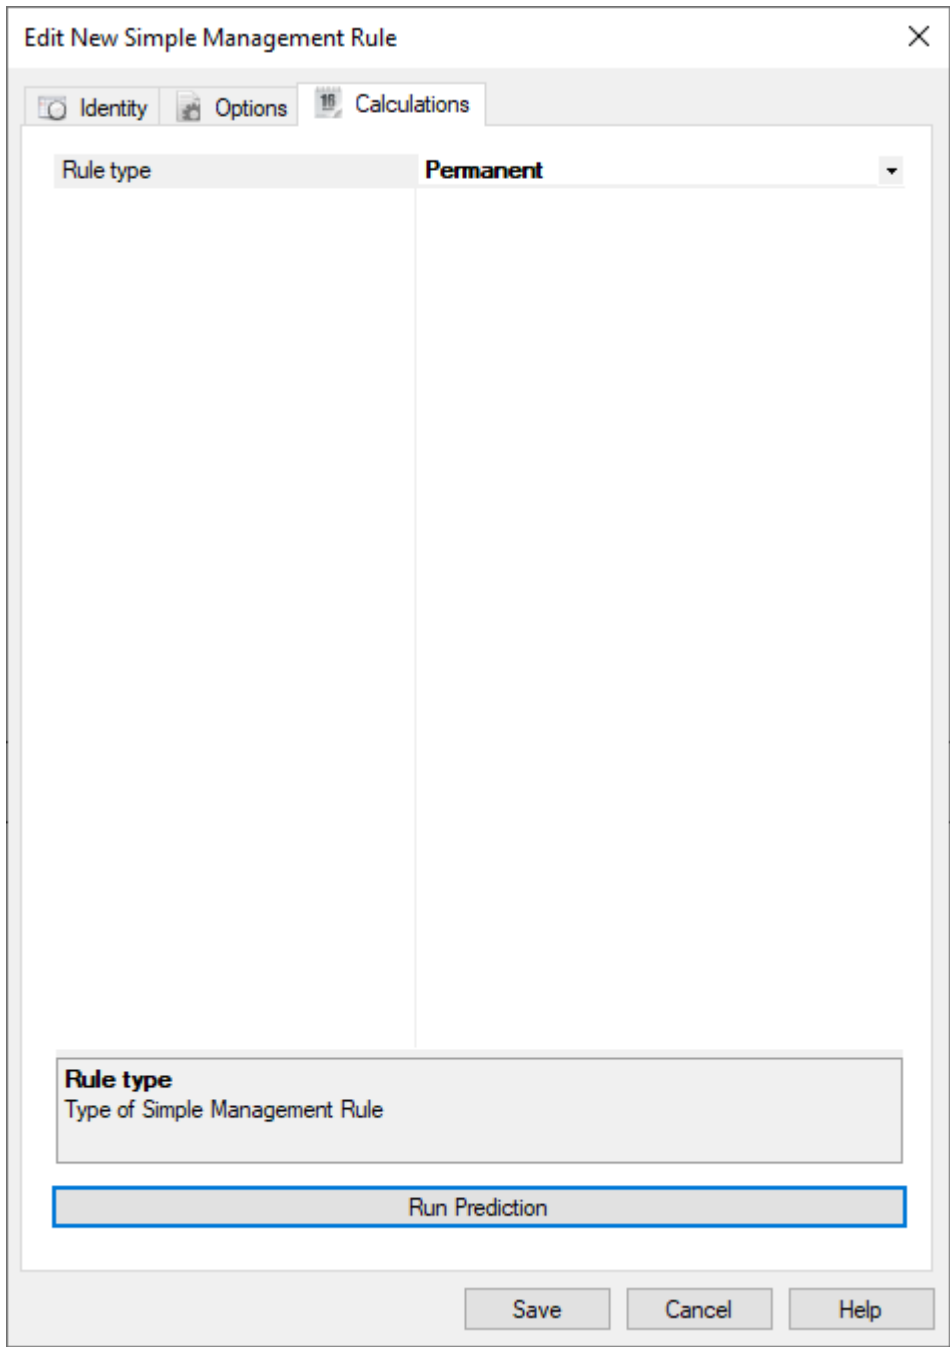 Edit New Simple Management Rule
Identity Options 16 Calculations
Rule type Permanent
Rule type
Type of Simple Management Rule
Run Prediction
Save Cancel Help